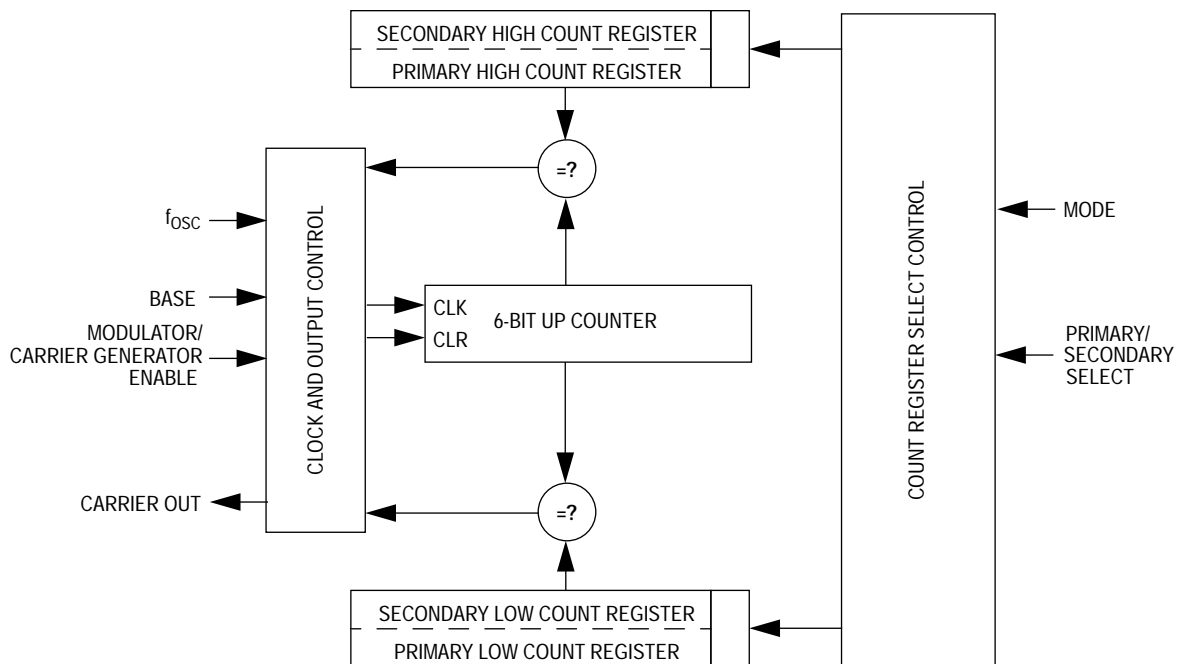 SECONDARY HIGH COUNT REGISTER
PRIMARY HIGH COUNT REGISTER
=?
CLOCK AND OUTPUT CONTROL
fOSC
BASE
MODULATOR/
CARRIER GENERATOR
ENABLE
CARRIER OUT
CLK
CLR
6-BIT UP COUNTER
=?
SECONDARY LOW COUNT REGISTER
PRIMARY LOW COUNT REGISTER
COUNT REGISTER SELECT CONTROL
MODE
PRIMARY/
SECONDARY
SELECT